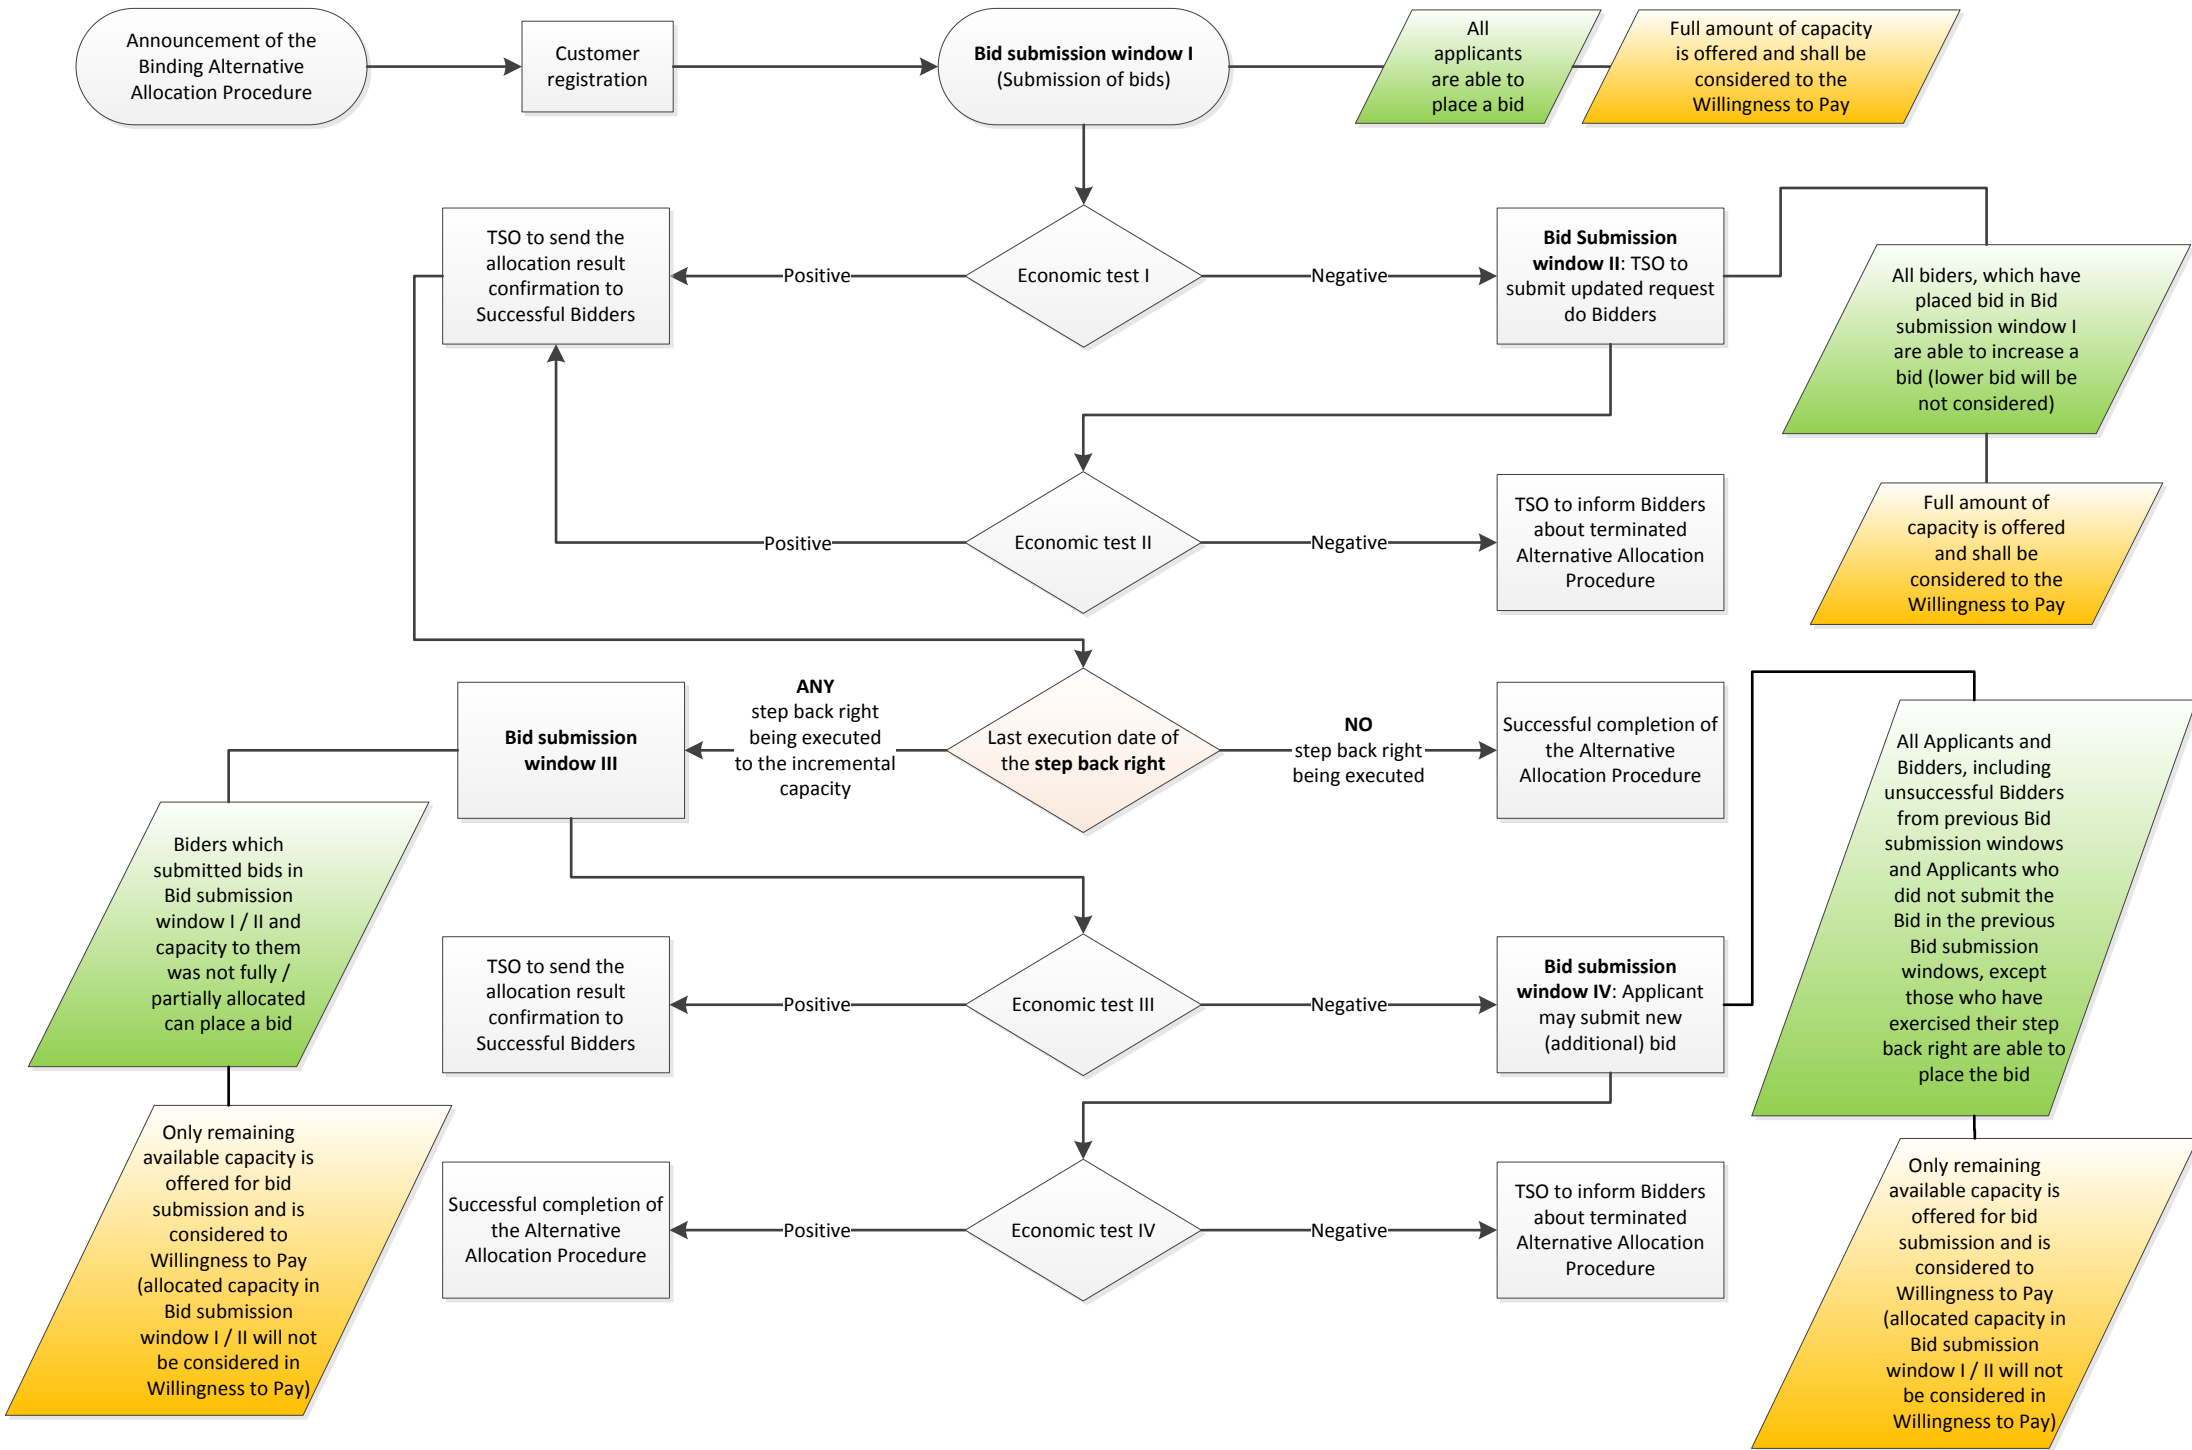 Announcement of the
Binding Alternative
Allocation Procedure
Customer
registration
Bid submission window I
(Submission of bids)
All
applicants
are able to
place a bid
Full amount of capacity
is offered and shall be
considered to the
Willingness to Pay
TSO to send the
allocation result
confirmation to
Successful Bidders
Positive
Economic test I
Negative
Bid Submission
window II: TSO to
submit updated request
do Bidders
All biders, which have
placed bid in Bid
submission window I
are able to increase a
bid (lower bid will be
not considered)
Positive
Economic test II
Negative
TSO to inform Bidders
about terminated
Alternative Allocation
Procedure
Full amount of
capacity is offered
and shall be
considered to the
Willingness to Pay
Bid submission
window III
ANY
step back right
being executed
to the incremental
capacity
Last execution date of
the step back right
NO
step back right
being executed
Successful completion of
the Alternative
Allocation Procedure
All Applicants and
Bidders, including
unsuccessful Bidders
from previous Bid
submission windows
and Applicants who
did not submit the
Bid in the previous
Bid submission
windows, except
those who have
exercised their step
back right are able to
place the bid
Biders which
submitted bids in
Bid submission
window I / II and
capacity to them
was not fully /
partially allocated
can place a bid
TSO to send the
allocation result
confirmation to
Successful Bidders
Positive
Economic test III
Negative
Bid submission
window IV: Applicant
may submit new
(additional) bid
Only remaining
available capacity is
offered for bid
submission and is
considered to
Willingness to Pay
(allocated capacity in
Bid submission
window I / II will not
be considered in
Willingness to Pay)
Successful completion of
the Alternative
Allocation Procedure
Positive
Economic test IV
Negative
TSO to inform Bidders
about terminated
Alternative Allocation
Procedure
Only remaining
available capacity is
offered for bid
submission and is
considered to
Willingness to Pay
(allocated capacity in
Bid submission
window I / II will not
be considered in
Willingness to Pay)